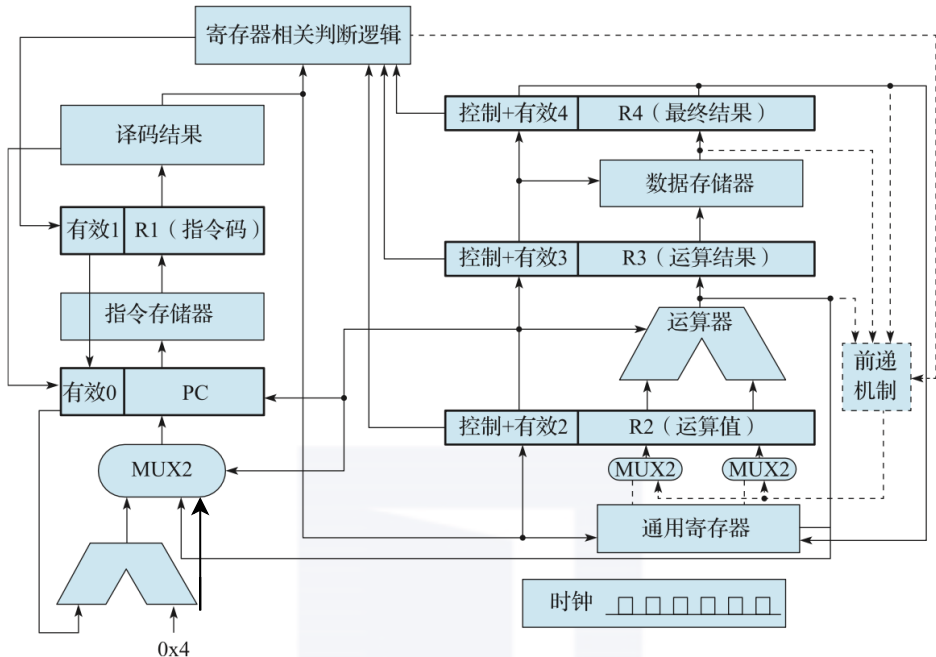 寄存器相关判断逻辑
控制+有效4
R4（最终结果）
译码结果
数据存储器
有效1
R1（指令码）
控制+有效3
R3（运算结果）
指令存储器
运算器
前递
机制
有效0
PC
控制+有效2
R2（运算值）
MUX2
MUX2
MUX2
通用寄存器
时钟
0x4